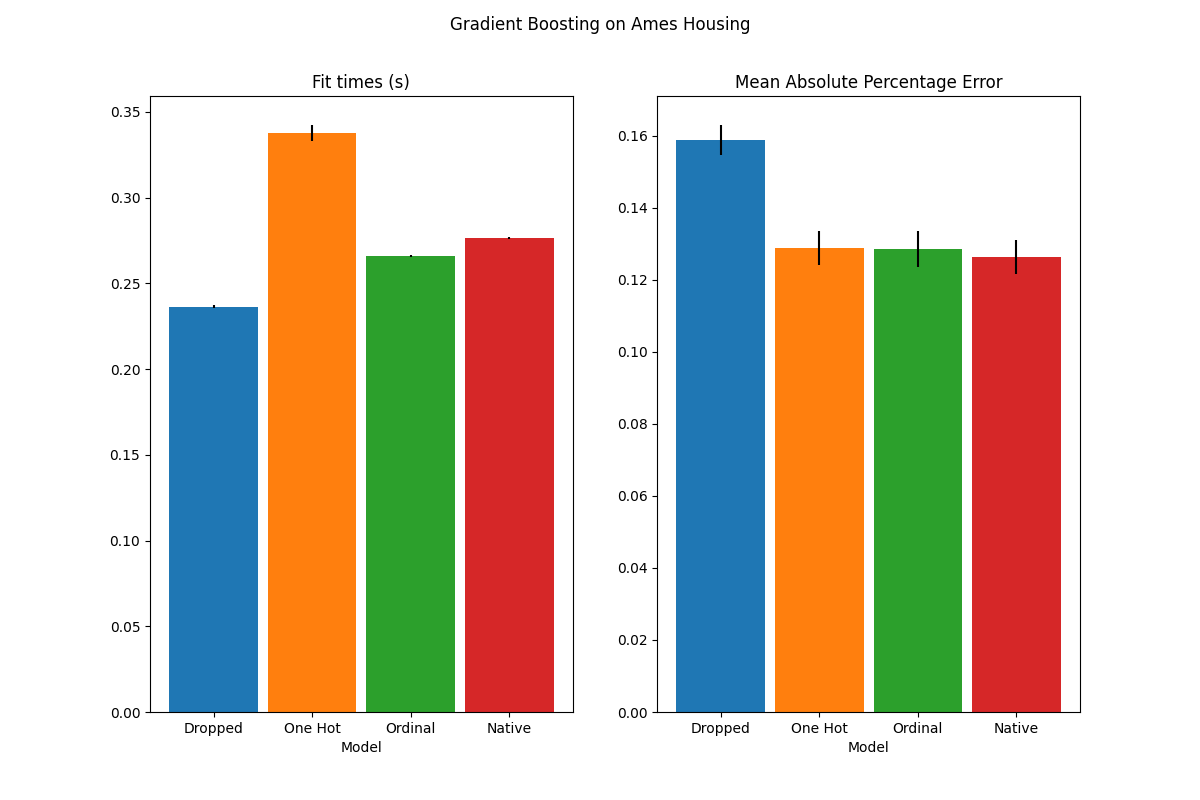 Gradient Boosting on Ames Housing
Fit times (s)
0.35
0.30
0.25
0.20
0.15
0.10
0.05
0.00
Dropped One Hot Ordinal Native
Model
Mean Absolute Percentage Error
0.16
0.14
0.12
0.10
0.08
0.06
0.04
0.02
0.00
Dropped One Hot Ordinal Native
Model